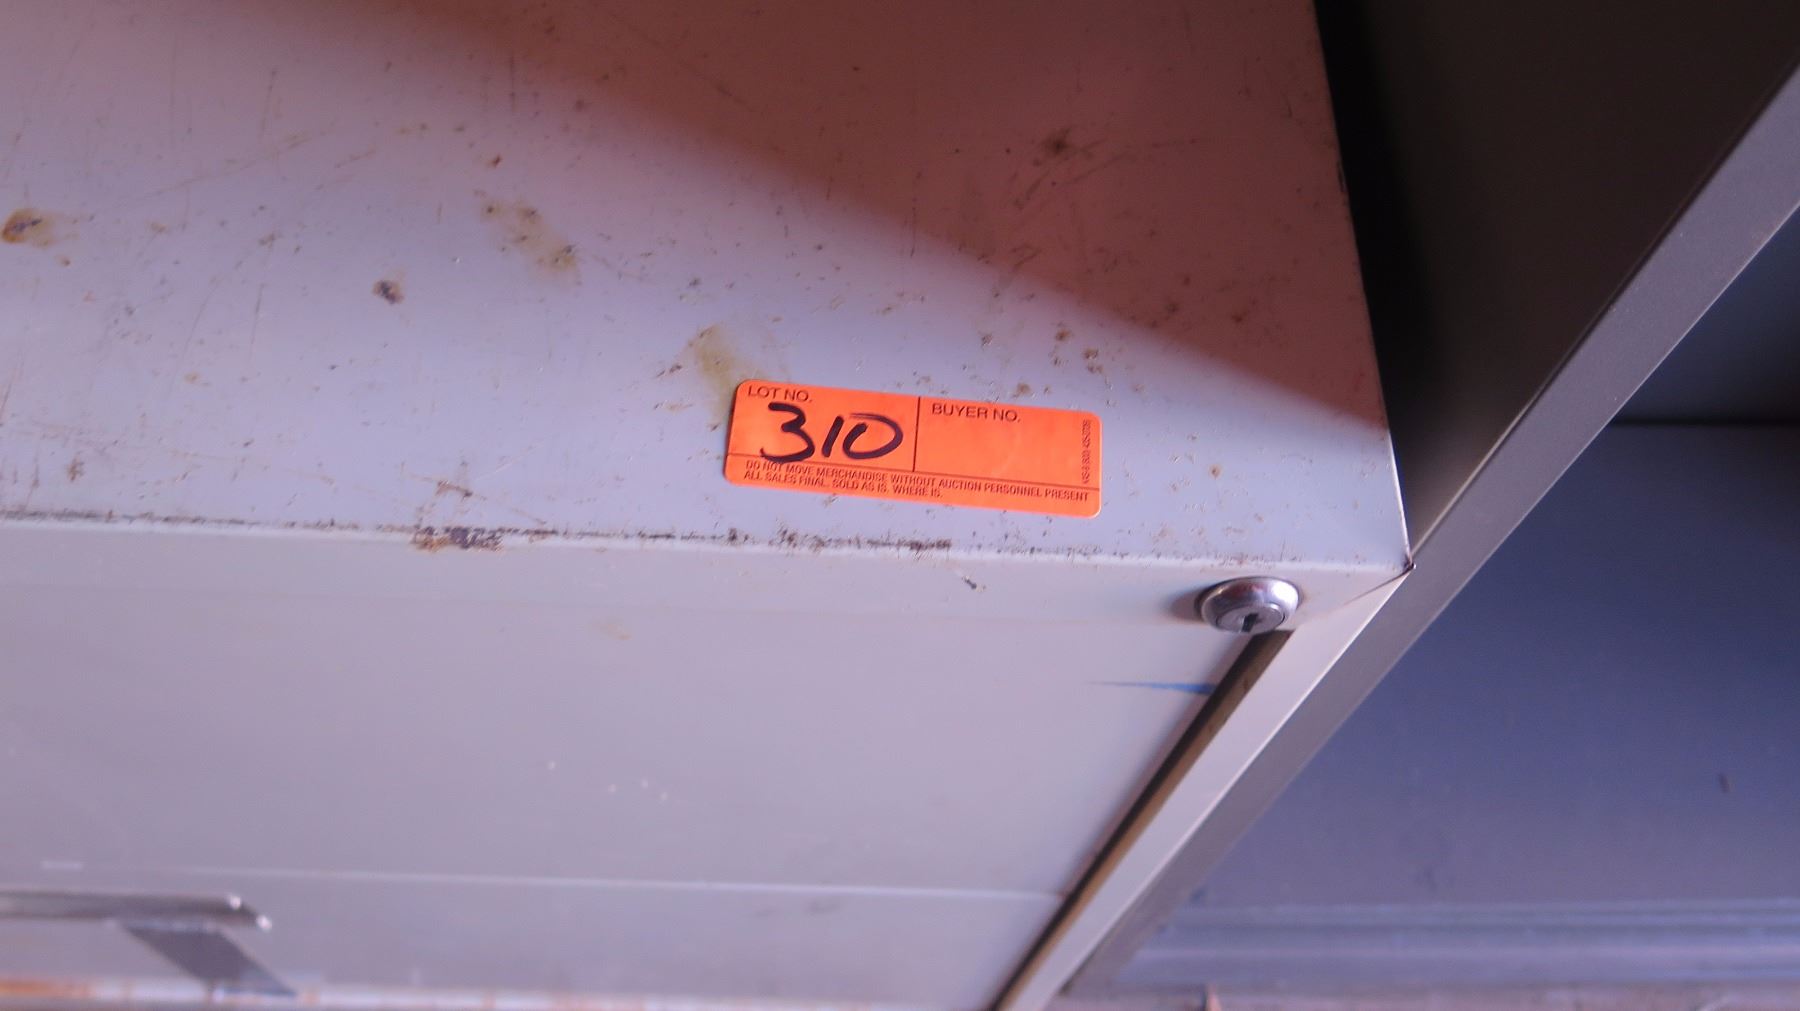 LOT NO. BUYER NO.
310
DO NOT MOVE MERCHANDISE WITHOUT AUCTION PERSONNEL PRESENT
ALL SALES FINAL. SOLD AS IS. WHERE IS.